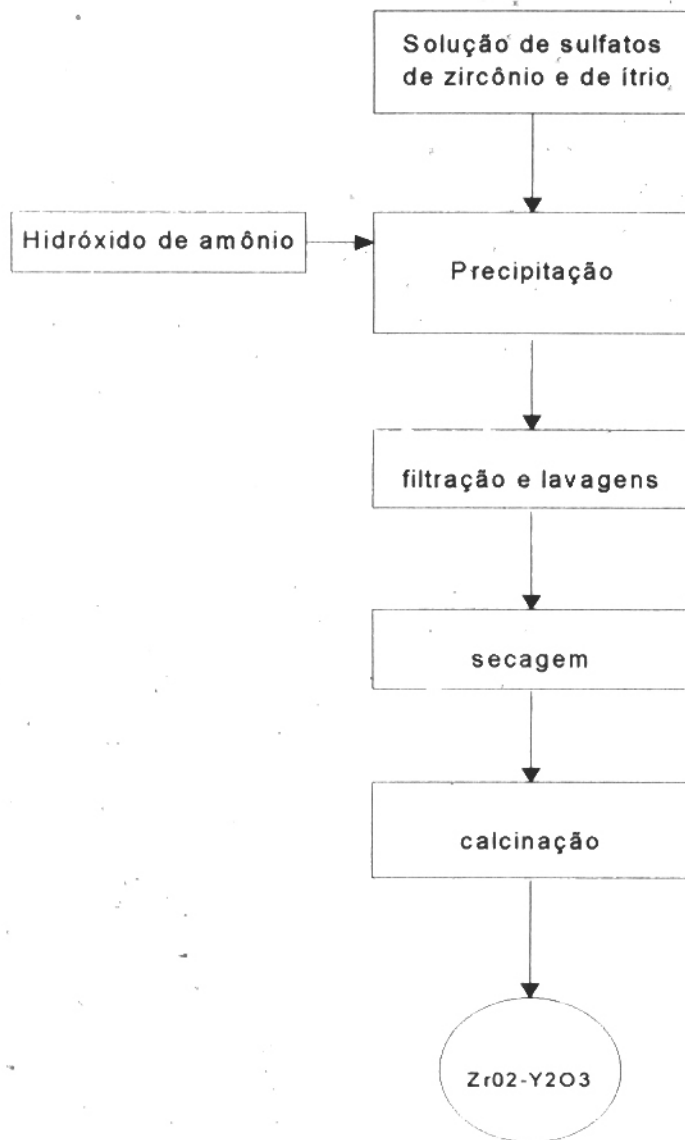 Solução de sulfatos
de zircônio e de ítrio
Hidróxido de amônio
Precipitação
filtração e lavagens
secagem
calcinação
Zr02-Y2O3